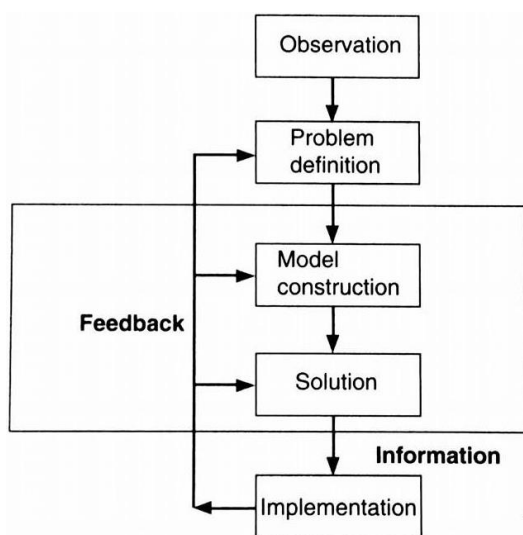 Observation
Problem
definition
Model
construction
Feedback
Solution
Information
Implementation